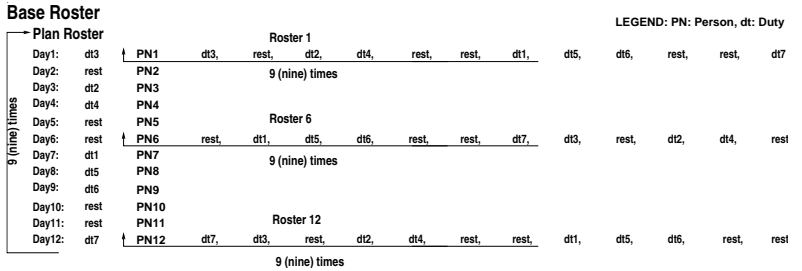 Base Roster
LEGEND: PN: Person, dt: Duty
Plan Roster
Roster 1
Day1: dt3 PN1 dt3, rest, dt2, dt4, rest, rest, dt1, dt5, dt6, rest, rest, dt7
Day2: rest PN2 9 (nine) times
Day3: dt2 PN3
Day4: dt4 PN4
Day5: rest PN5 Roster 6
Day6: rest PN6 rest, dt1, dt5, dt6, rest, rest, dt7, dt3, rest, dt2, dt4, rest
Day7: dt1 PN7 9 (nine) times
Day8: dt5 PN8
Day9: dt6 PN9
Day10: rest PN10
Day11: rest PN11 Roster 12
Day12: dt7 PN12 dt7, dt3, rest, dt2, dt4, rest, rest, dt1, dt5, dt6, rest, rest
9 (nine) times
9 (nine) times